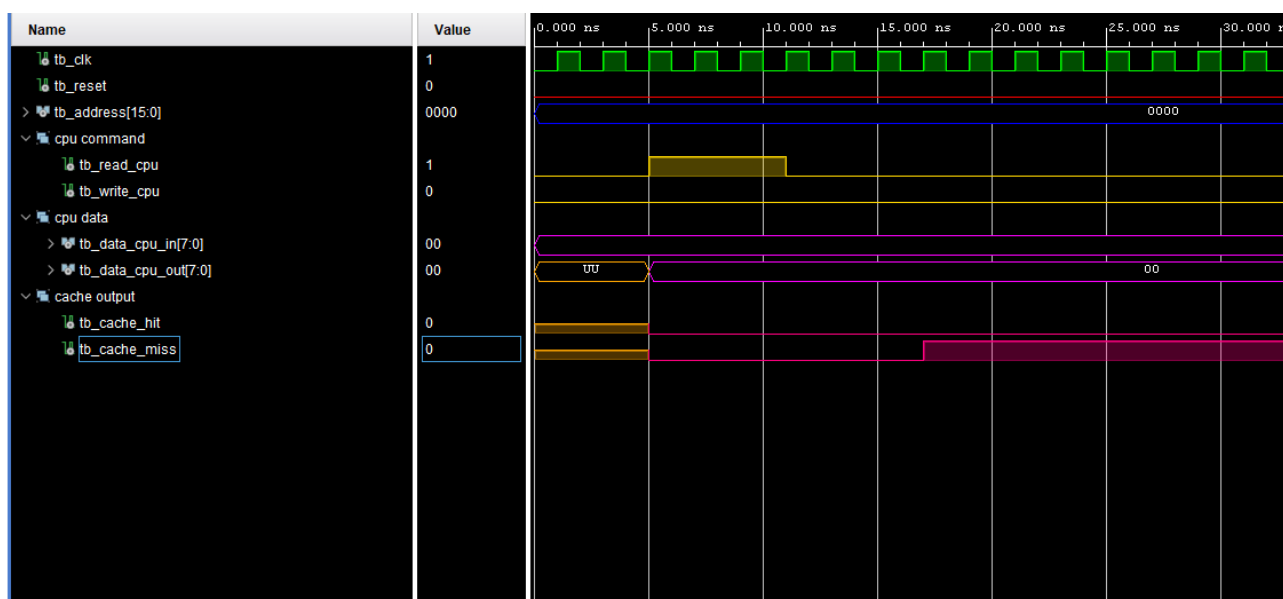 Name Value 0.000 ns 5.000 ns 10.000 ns 15.000 ns 20.000 ns 25.000 ns 30.000
tb_clk 1
tb_reset 0
tb_address[15:0] 0000 0000
cpu command
tb_read_cpu 1
tb_write_cpu 0
cpu data
tb_data_cpu_in[7:0] 00
tb_data_cpu_out[7:0] 00 UU 00
cache output
tb_cache_hit 0
tb_cache_miss 0